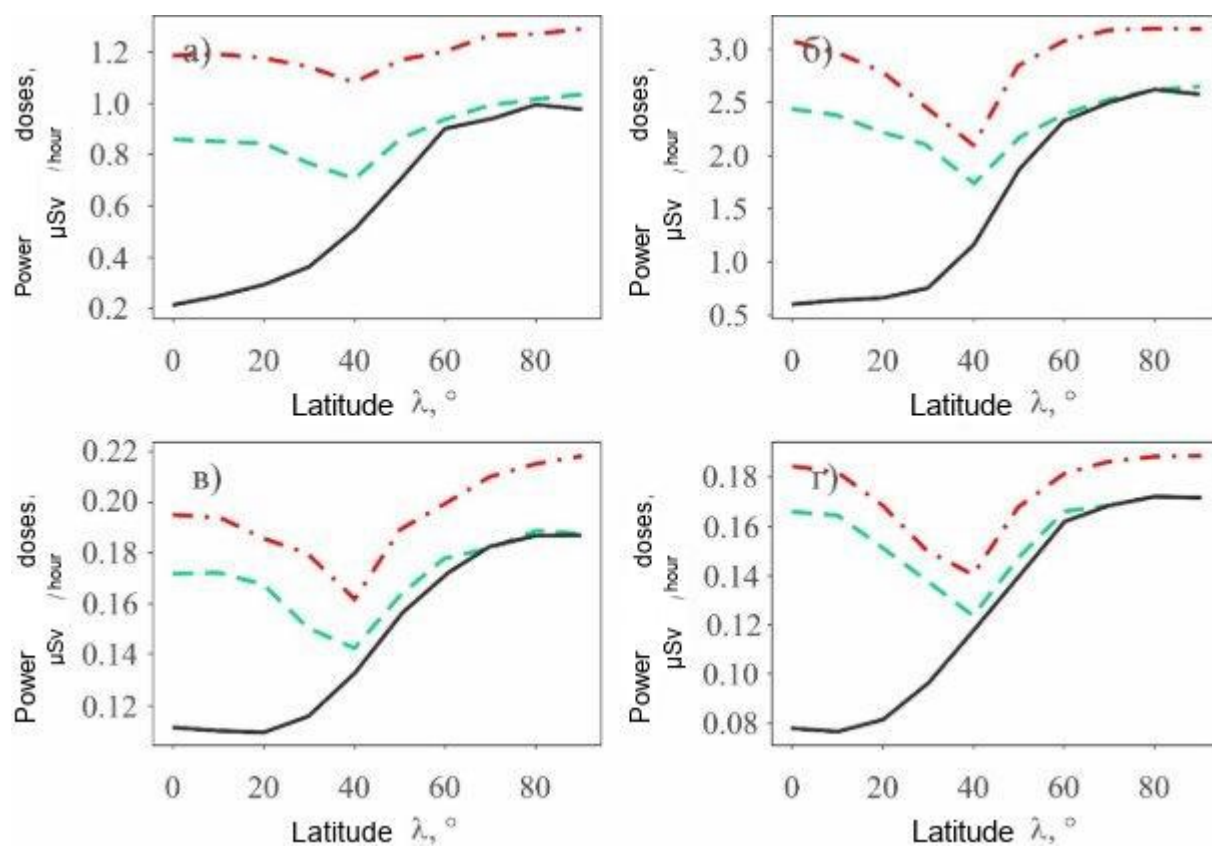 а)
1.2
1.0
0.8
0.6
0.4
0.2
Power
doses,
μSv
/ hour
0 20 40 60 80
Latitude λ, °
б)
3.0
2.5
2.0
1.5
1.0
0.5
Power
doses,
μSv
/hour
0 20 40 60 80
Latitude λ, °
в)
0.22
0.20
0.18
0.16
0.14
0.12
Power
doses,
μSv
/ hour
0 20 40 60 80
Latitude λ, °
г)
0.18
0.16
0.14
0.12
0.10
0.08
Power
doses,
μSv
/hour
0 20 40 60 80
Latitude λ, °